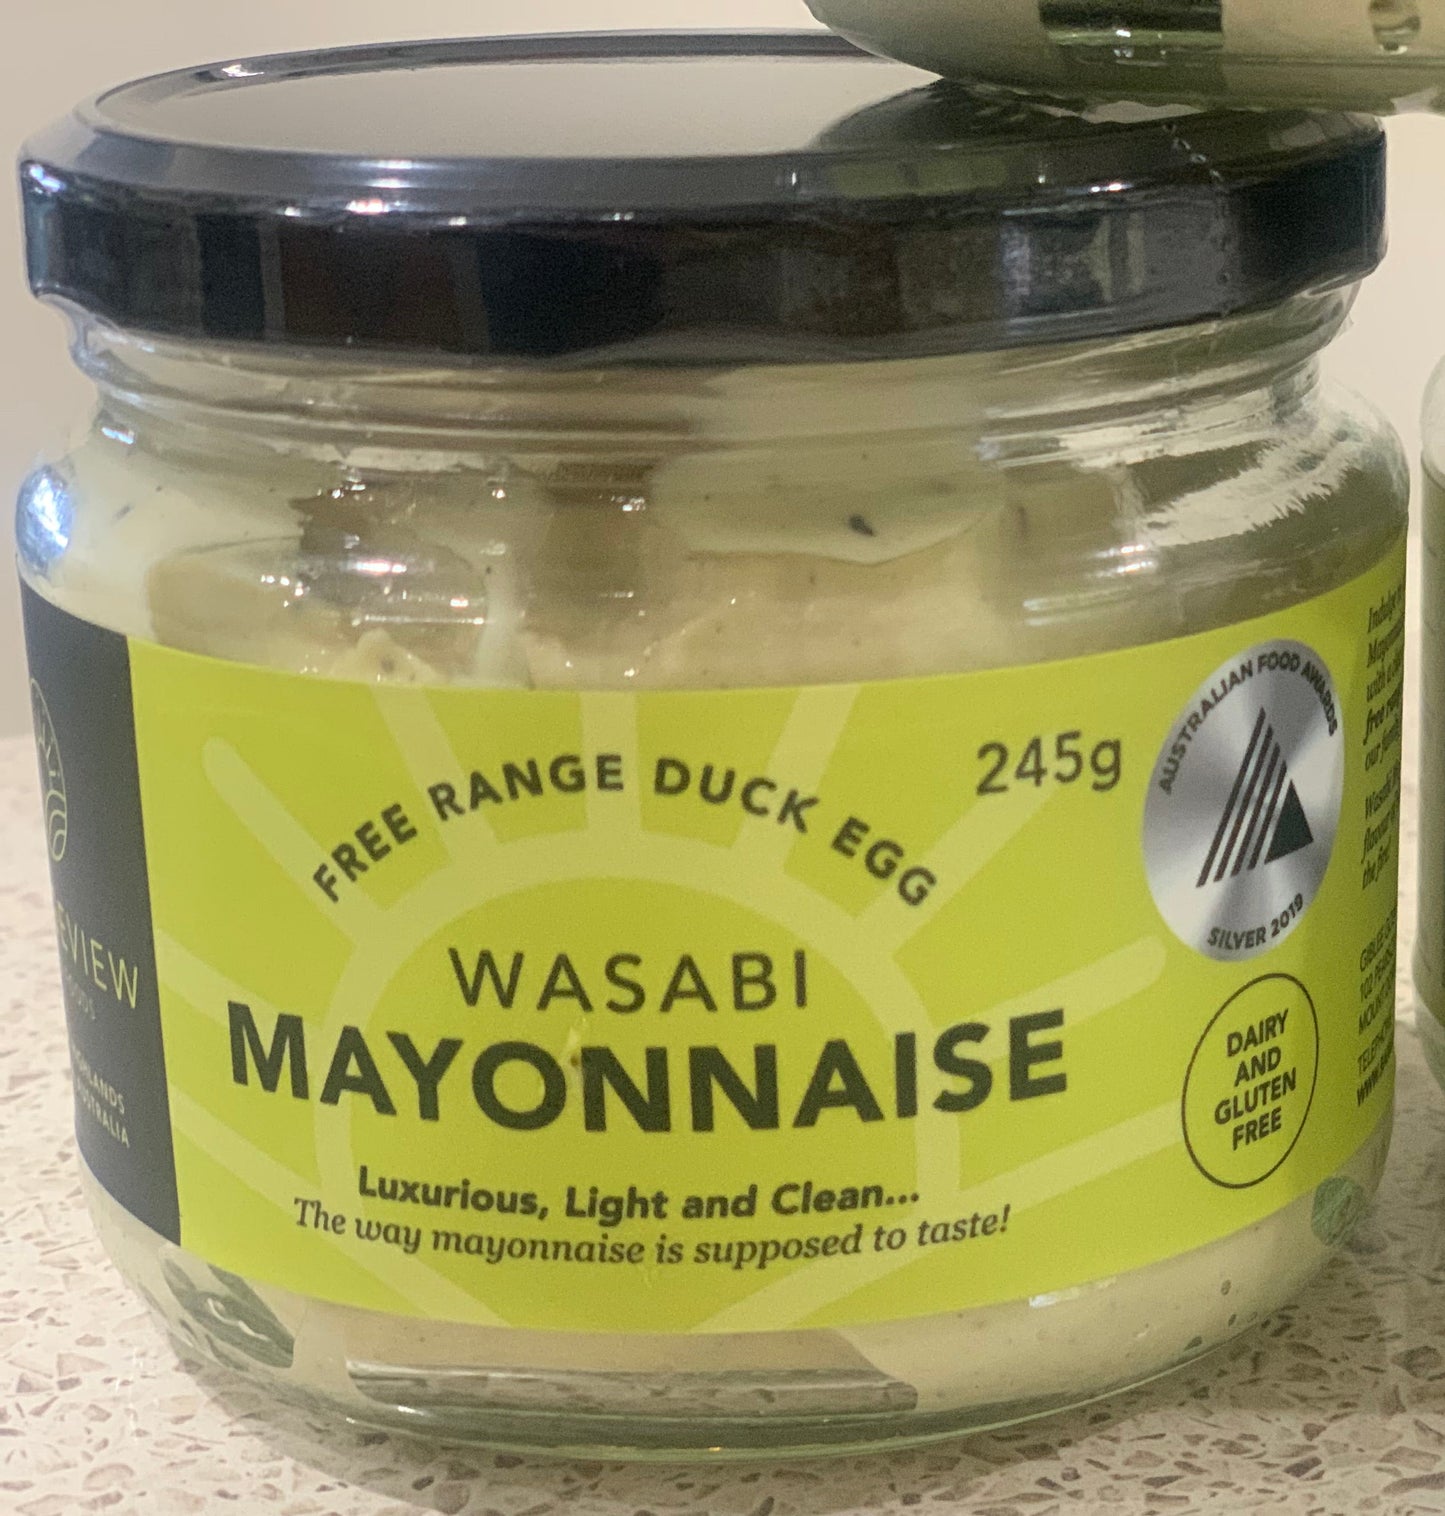 FREE RANGE DUCK EGG
245g
WASABI
MAYONNAISE
Luxurious, Light and Clean...
The way mayonnaise is supposed to taste!
AUSTRALIAN FOOD AWARDS
SILVER 2019
DAIRY
AND
GLUTEN
FREE